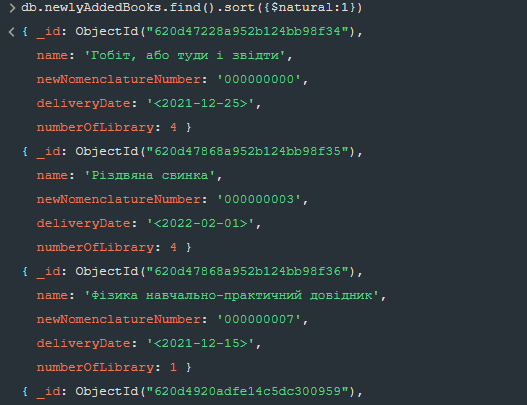 > db.newlyAddedBooks.find().sort({$natural:1})
< { _id: ObjectId("620d47228a952b124bb98f34"),
name: 'Гобіт, або туди і звідти',
newNomenclatureNumber: '000000000',
deliveryDate: '<2021-12-25>',
numberOfLibrary: 4 }
{ _id: ObjectId("620d47868a952b124bb98f35"),
name: 'Різдвяна свинка',
newNomenclatureNumber: '000000003',
deliveryDate: '<2022-02-01>',
numberOfLibrary: 4 }
{ _id: ObjectId("620d47868a952b124bb98f36"),
name: 'Фізика навчально-практичний довідник',
newNomenclatureNumber: '000000007',
deliveryDate: '<2021-12-15>',
numberOfLibrary: 1 }
{ _id: ObjectId("620d4920adfe14c5dc300959"),